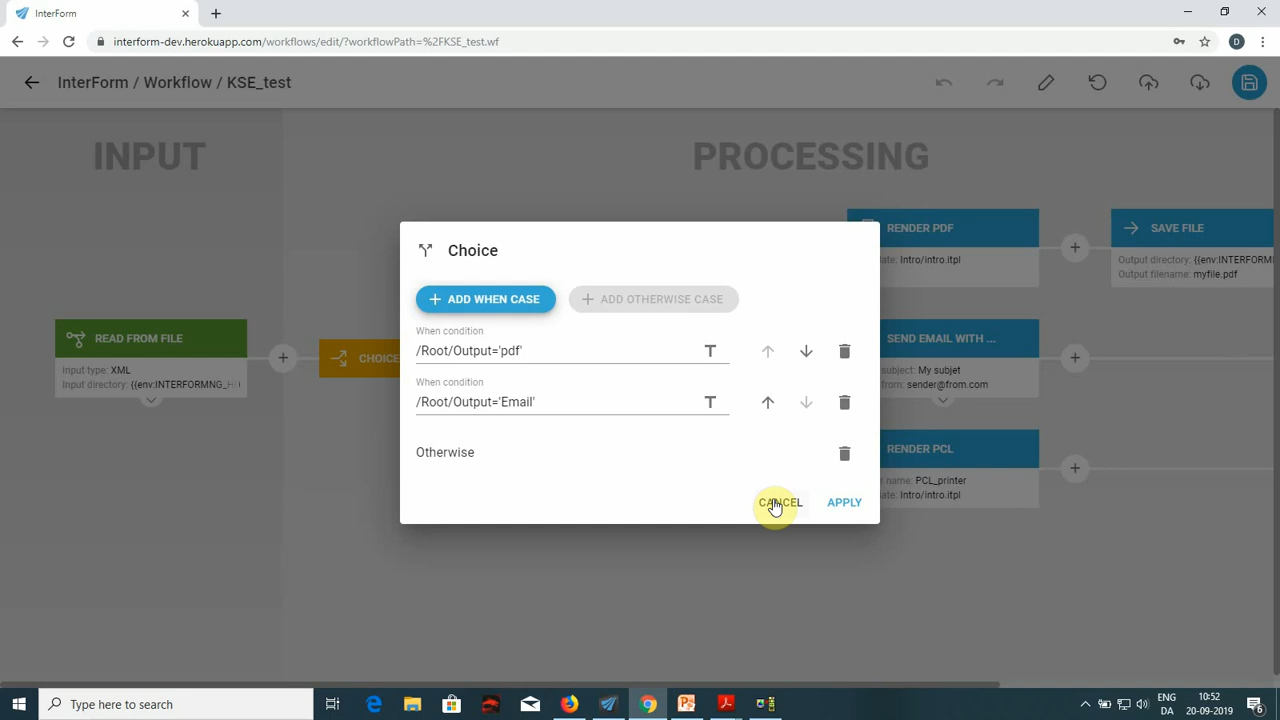 InterForm
interform-dev.herokuapp.com/workflows/edit/?workflowPath=%2FKSE_test.wf
D
InterForm / Workflow / KSE_test
INPUT
PROCESSING
RENDER PDF
SAVE FILE
Intro/intro.itpl
Output directory: {{env:INTERFORM
Output filename: myfile.pdf
Choice
ADD WHEN CASE
ADD OTHERWISE CASE
When condition
/Root/Output='pdf'
READ FROM FILE
Input type: XML
Input directory: {{env:INTERFORMNG_H
CHOICE
SEND EMAIL WITH ...
subject: My subjet
from: sender@from.com
When condition
/Root/Output='Email'
Otherwise
RENDER PCL
name: PCL_printer
Intro/intro.itpl
CANCEL
APPLY
Type here to search
ENG
DA
10:52
20-09-2019
6